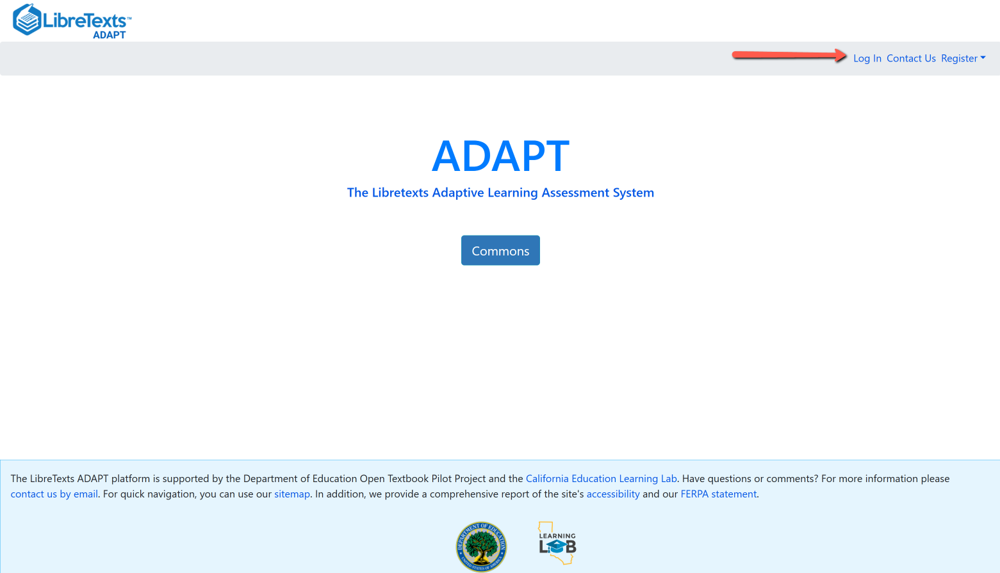 LibreTexts™
ADAPT
Log In Contact Us Register
ADAPT
The Libretexts Adaptive Learning Assessment System
Commons
The LibreTexts ADAPT platform is supported by the Department of Education Open Textbook Pilot Project and the California Education Learning Lab. Have questions or comments? For more information please
contact us by email. For quick navigation, you can use our sitemap. In addition, we provide a comprehensive report of the site's accessibility and our FERPA statement.
DEPARTMENT OF EDUCATION
UNITED STATES OF AMERICA
LEARNING
LAB